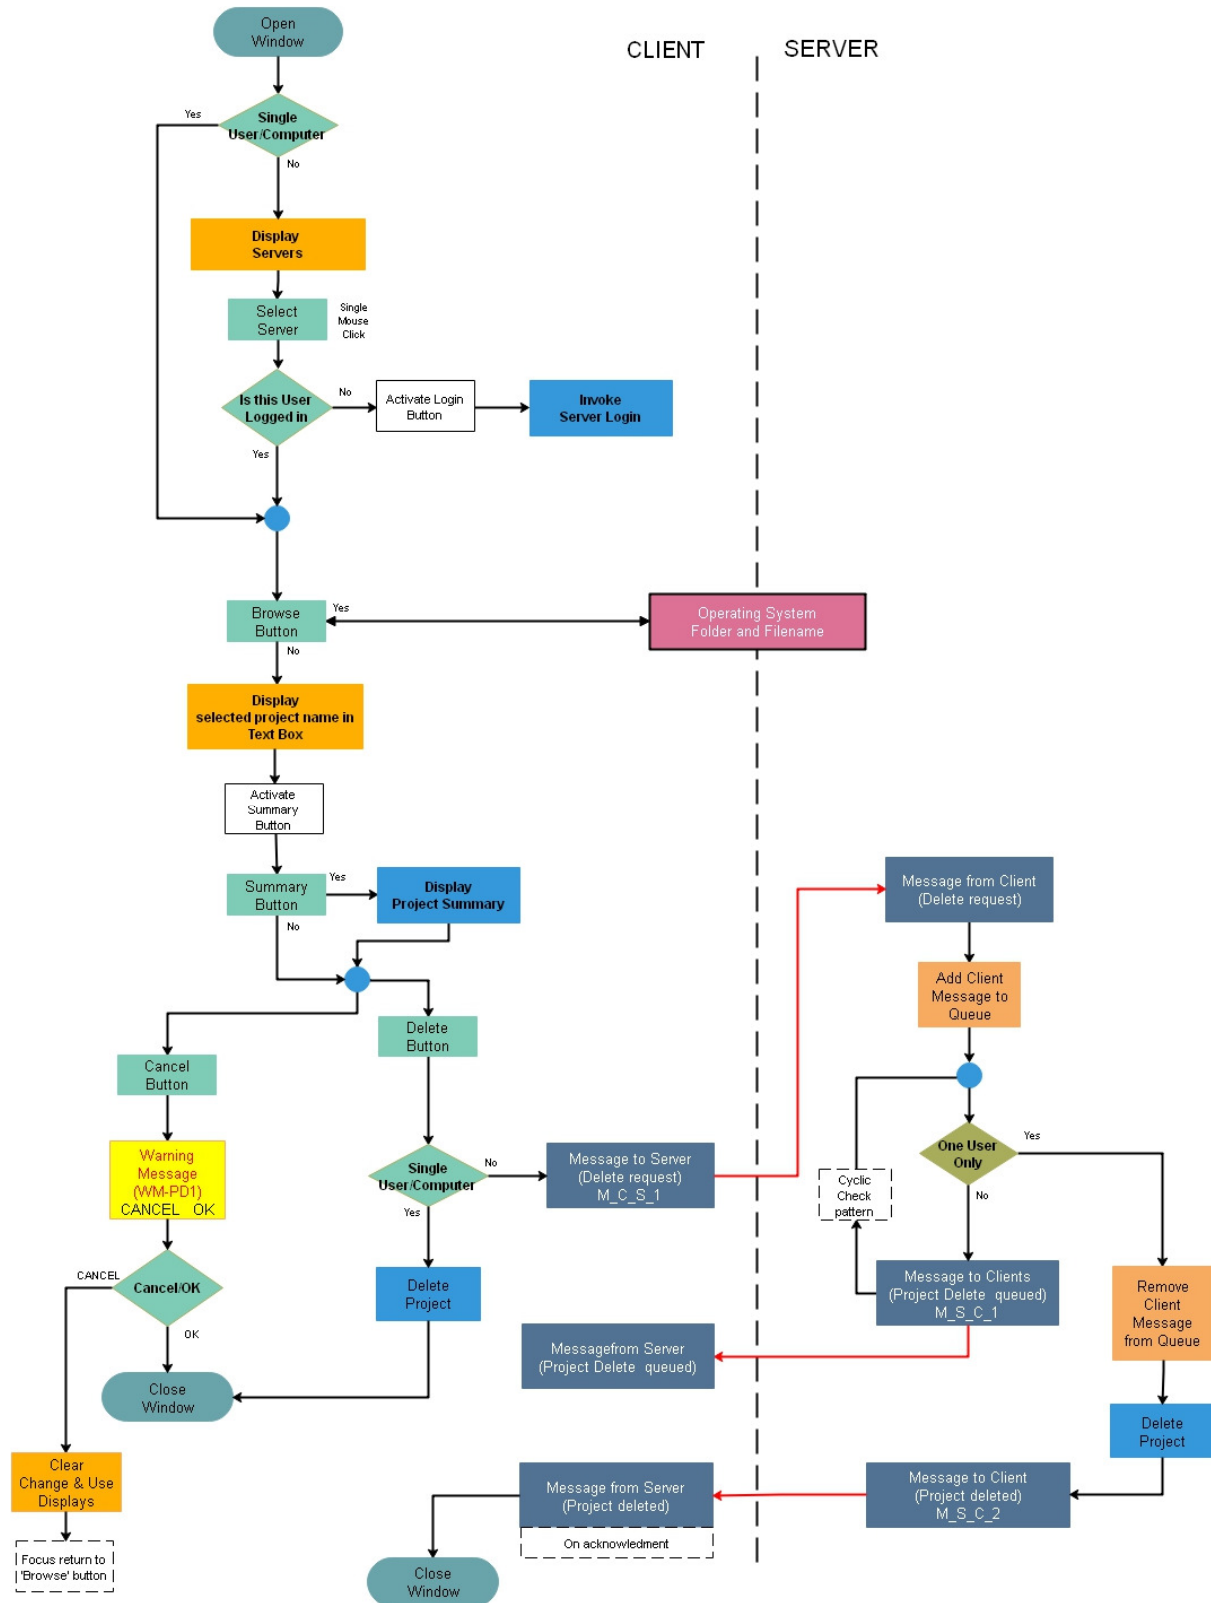 Open
Window
CLIENT
SERVER
Yes
Single
User/Computer
No
Display
Servers
Select
Server
Single
Mouse
Click
Is this User
Logged in
No
Activate Login
Button
Invoke
Server Login
Yes
Browse
Button
Yes
Operating System
Folder and Filename
No
Display
selected project name in
Text Box
Activate
Summary
Button
Summary
Button
Yes
Display
Project Summary
No
Message from Client
(Delete request)
Add Client
Message to
Queue
Delete
Button
Cancel
Button
Warning
Message
(WM-PD1)
CANCEL OK
Single
User/Computer
No
Yes
Message to Server
(Delete request)
M_C_S_1
Cyclic
Check
pattern
One User
Only
Yes
No
CANCEL
Cancel/OK
OK
Delete
Project
Message to Clients
(Project Delete queued)
M_S_C_1
Remove
Client
Message
from Queue
Messagefrom Server
(Project Delete queued)
Close
Window
Delete
Project
Clear
Change & Use
Displays
Message from Server
(Project deleted)
On acknowledment
Message to Client
(Project deleted)
M_S_C_2
Focus return to
'Browse' button
Close
Window